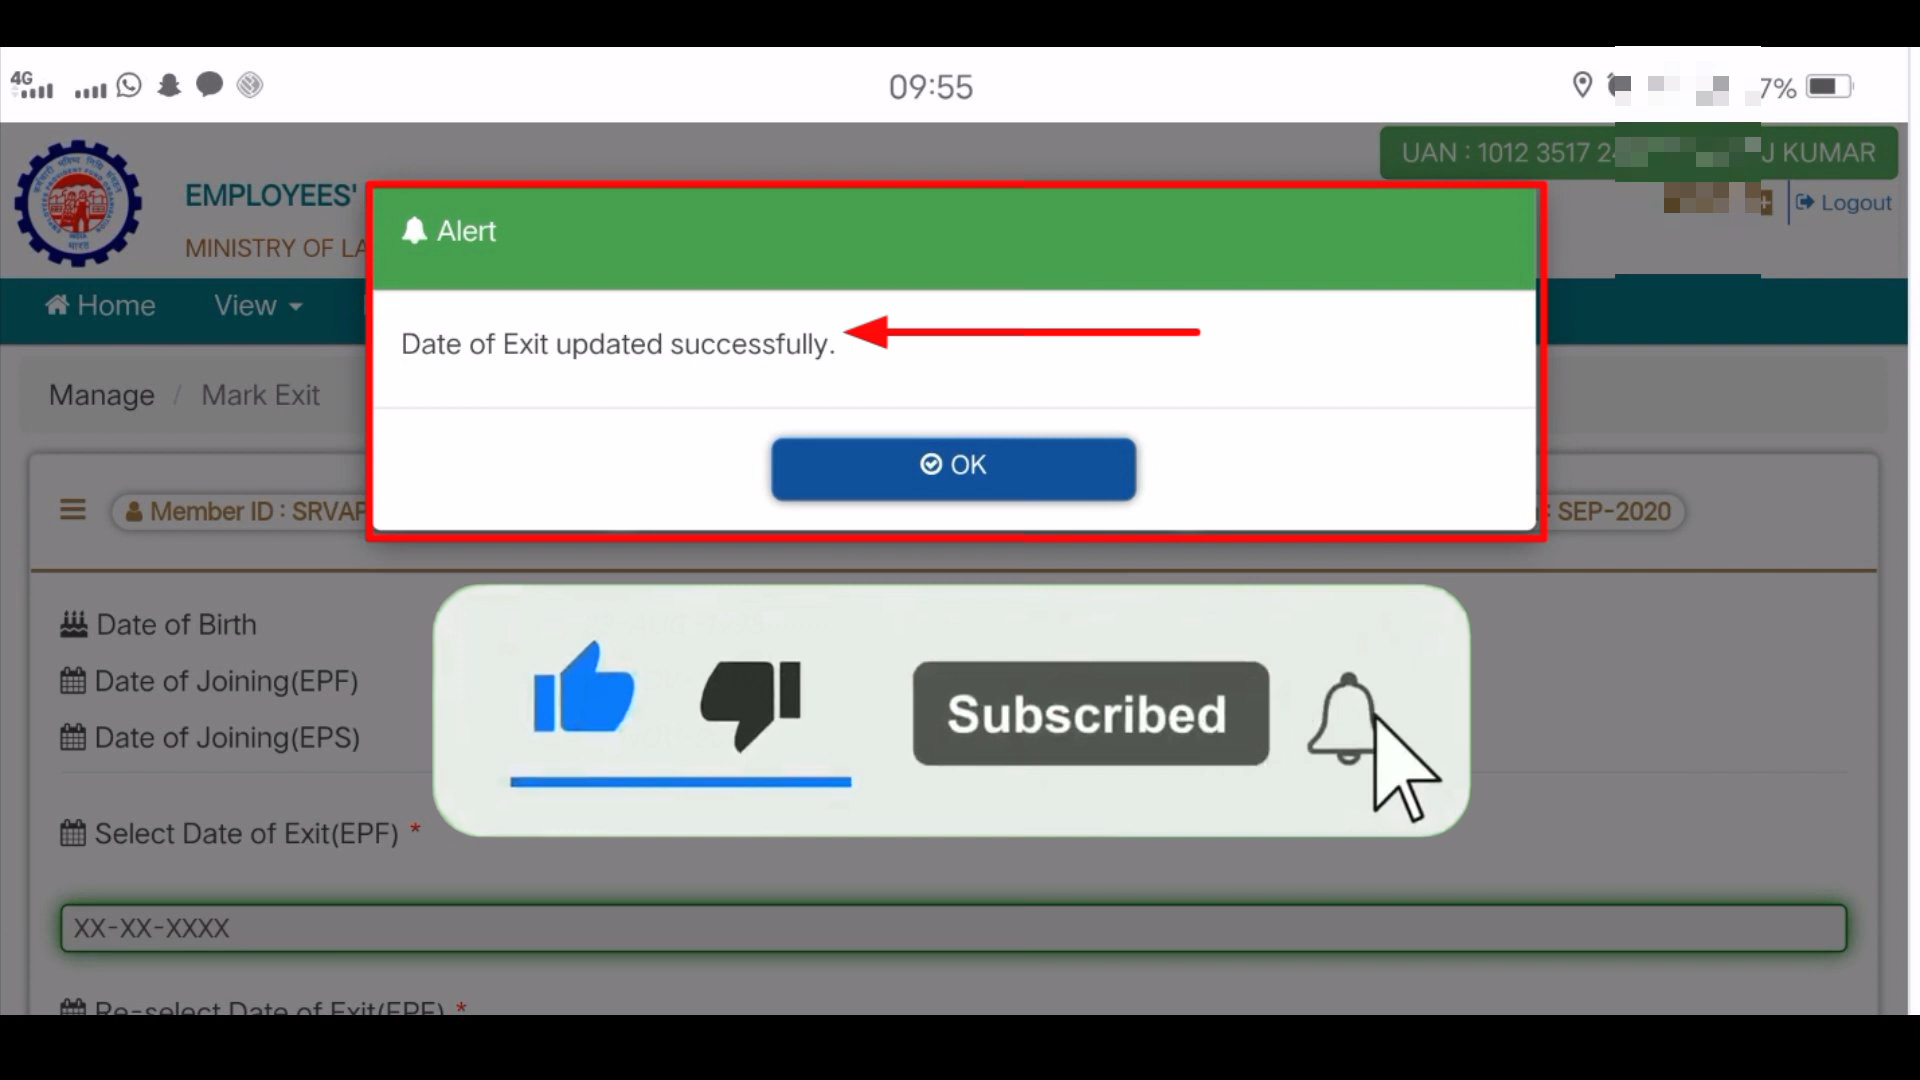 4G
09:55
7%
UAN : 1012 3517 2
J KUMAR
EMPLOYEES'
Logout
MINISTRY OF LA
Alert
Home View
Date of Exit updated successfully.
Manage / Mark Exit
OK
Member ID : SRVAP
: SEP-2020
Date of Birth
Date of Joining(EPF)
Subscribed
Date of Joining(EPS)
Select Date of Exit(EPF) *
XX-XX-XXXX
Re-select Date of Exit(EPF) *